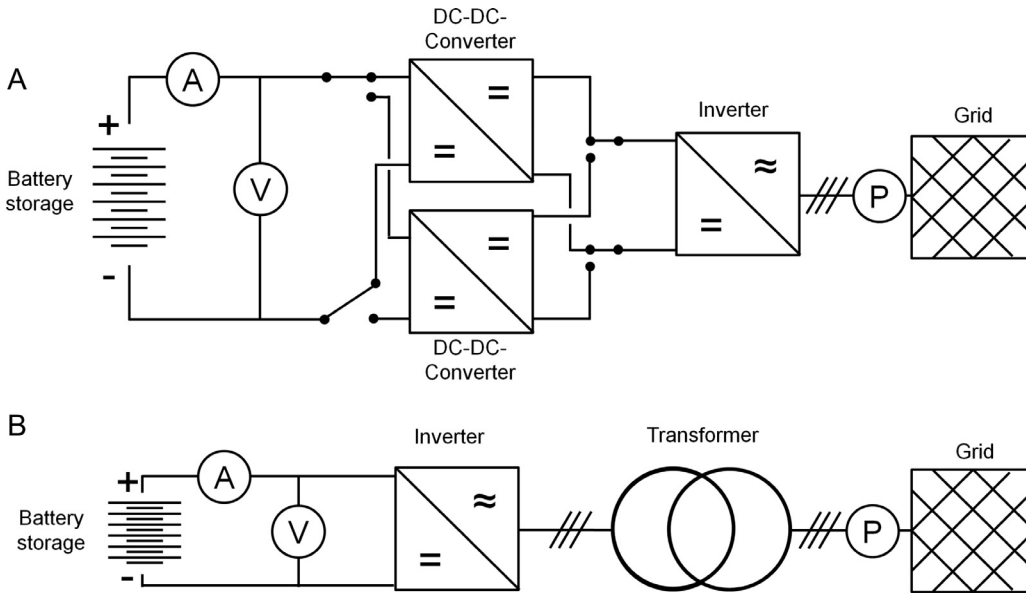 DC-DC-
Converter
A
A
Inverter
Grid
+
=
≈
Battery
storage
V
=
P
=
=
-
=
DC-DC-
Converter
B
Inverter
Transformer
Grid
+
A
≈
Battery
storage
V
P
-
=